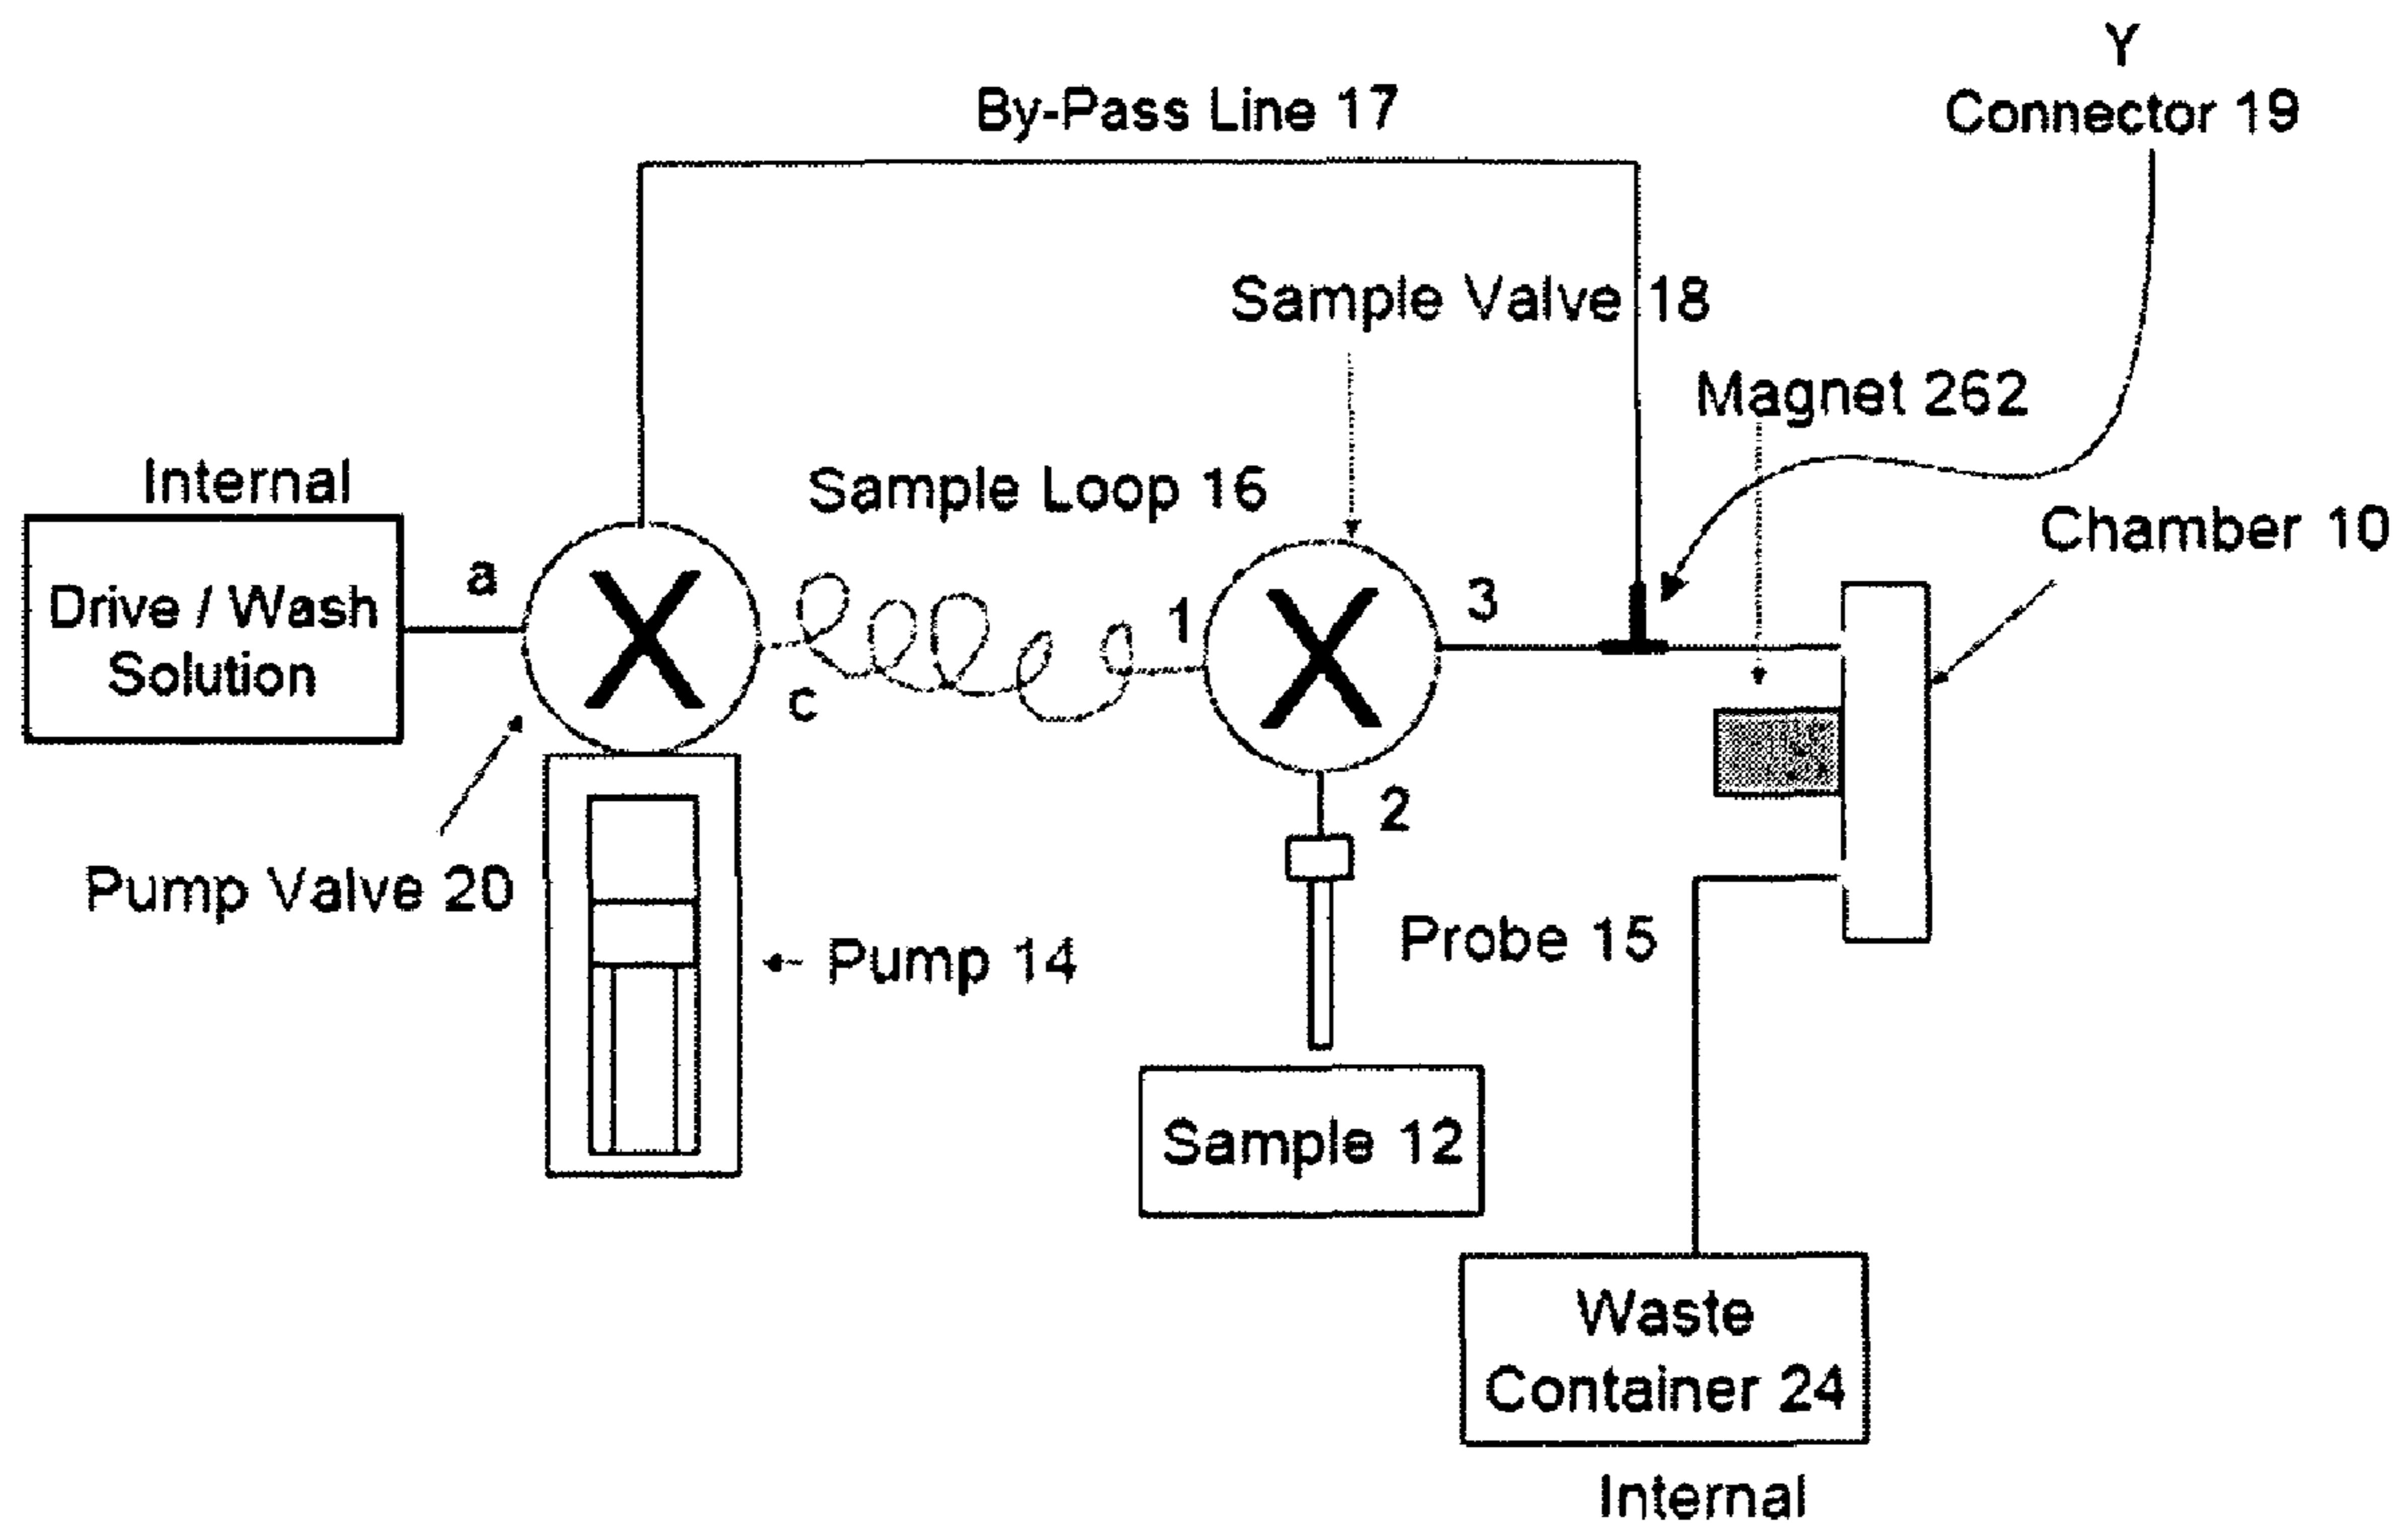 Y
Connector 19
By-Pass Line 17
Sample Valve 18
Magnet 262
Internal
Sample Loop 16
Chamber 10
Drive / Wash
Solution
a
c
1
3
2
Pump Valve 20
Pump 14
Probe 15
Sample 12
Waste
Container 24
Internal